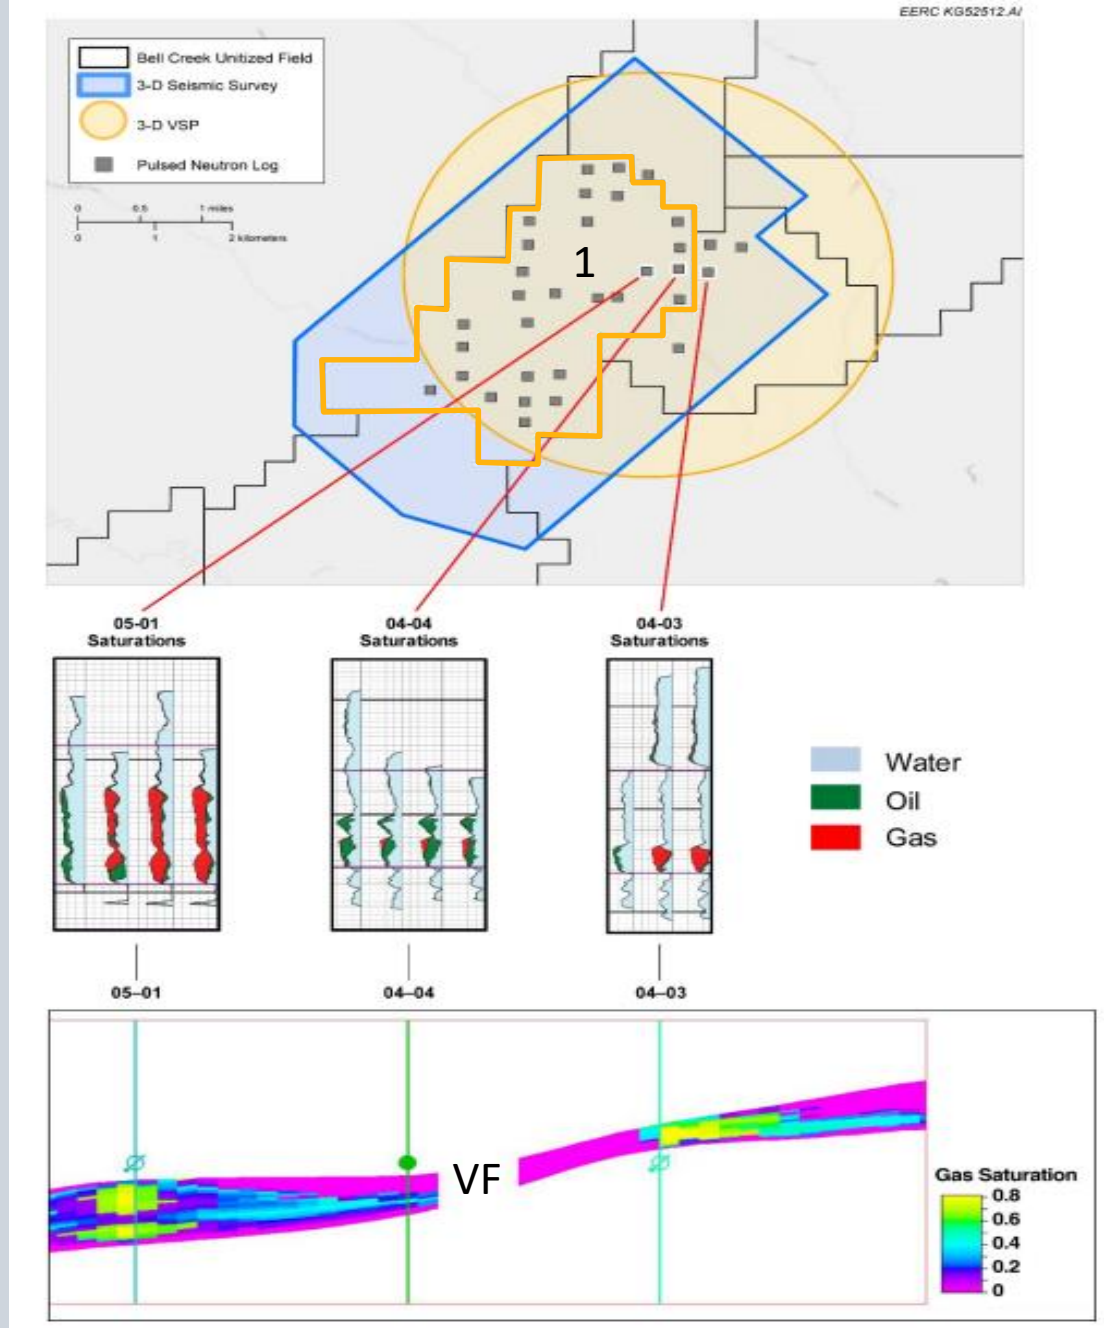 EERC KG52512.AI
Bell Creek Unitized Field
3-D Seismic Survey
3-D VSP
Pulsed Neutron Log
0 0.5 1 miles
0 1 2 kilometers
1
05-01
Saturations
04-04
Saturations
04-03
Saturations
Water
Oil
Gas
05–01
04–04
04–03
VF
Gas Saturation
0.8
0.6
0.4
0.2
0